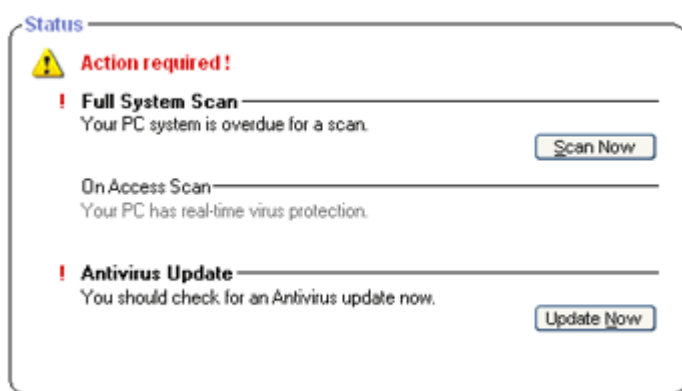 Status
Action required !
! Full System Scan
Your PC system is overdue for a scan.
Scan Now
On Access Scan
Your PC has real-time virus protection.
! Antivirus Update
You should check for an Antivirus update now.
Update Now